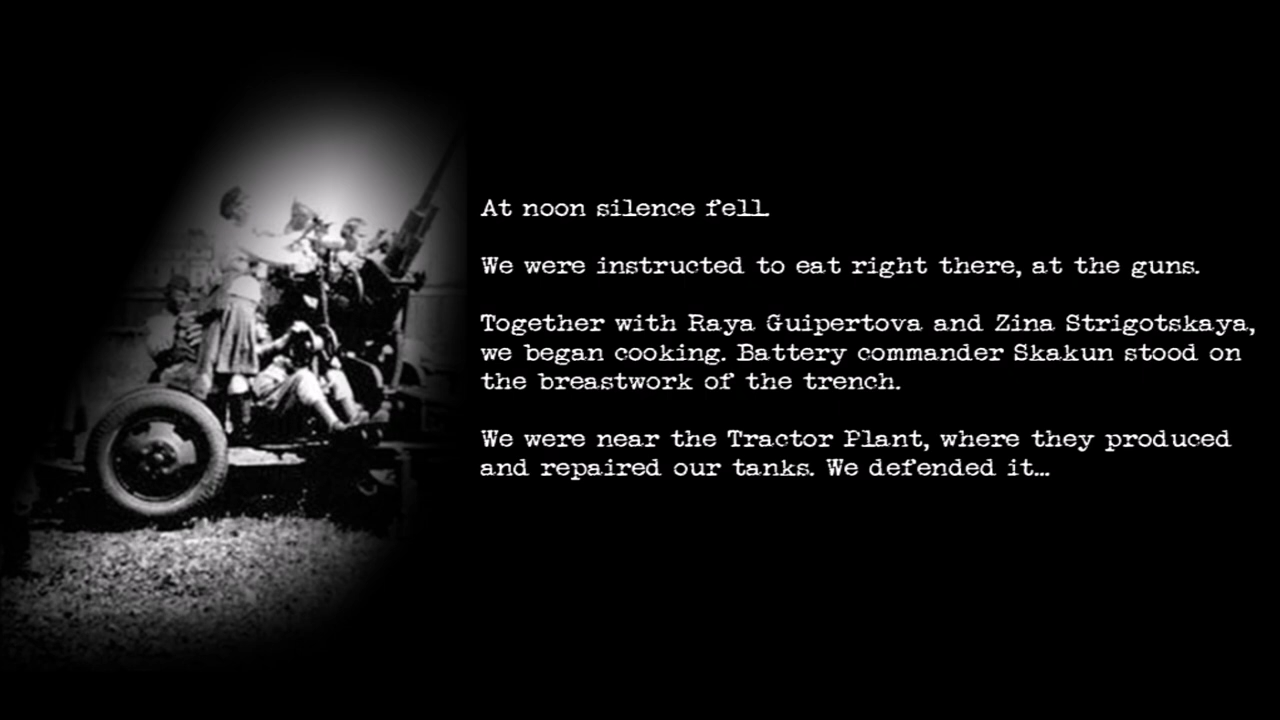 At noon silence fell.
We were instructed to eat right there, at the guns.
Together with Raya Guipertova and Zina Strigotskaya,
we began cooking. Battery commander Skakun stood on
the breastwork of the trench.
We were near the Tractor Plant, where they produced
and repaired our tanks. We defended it…